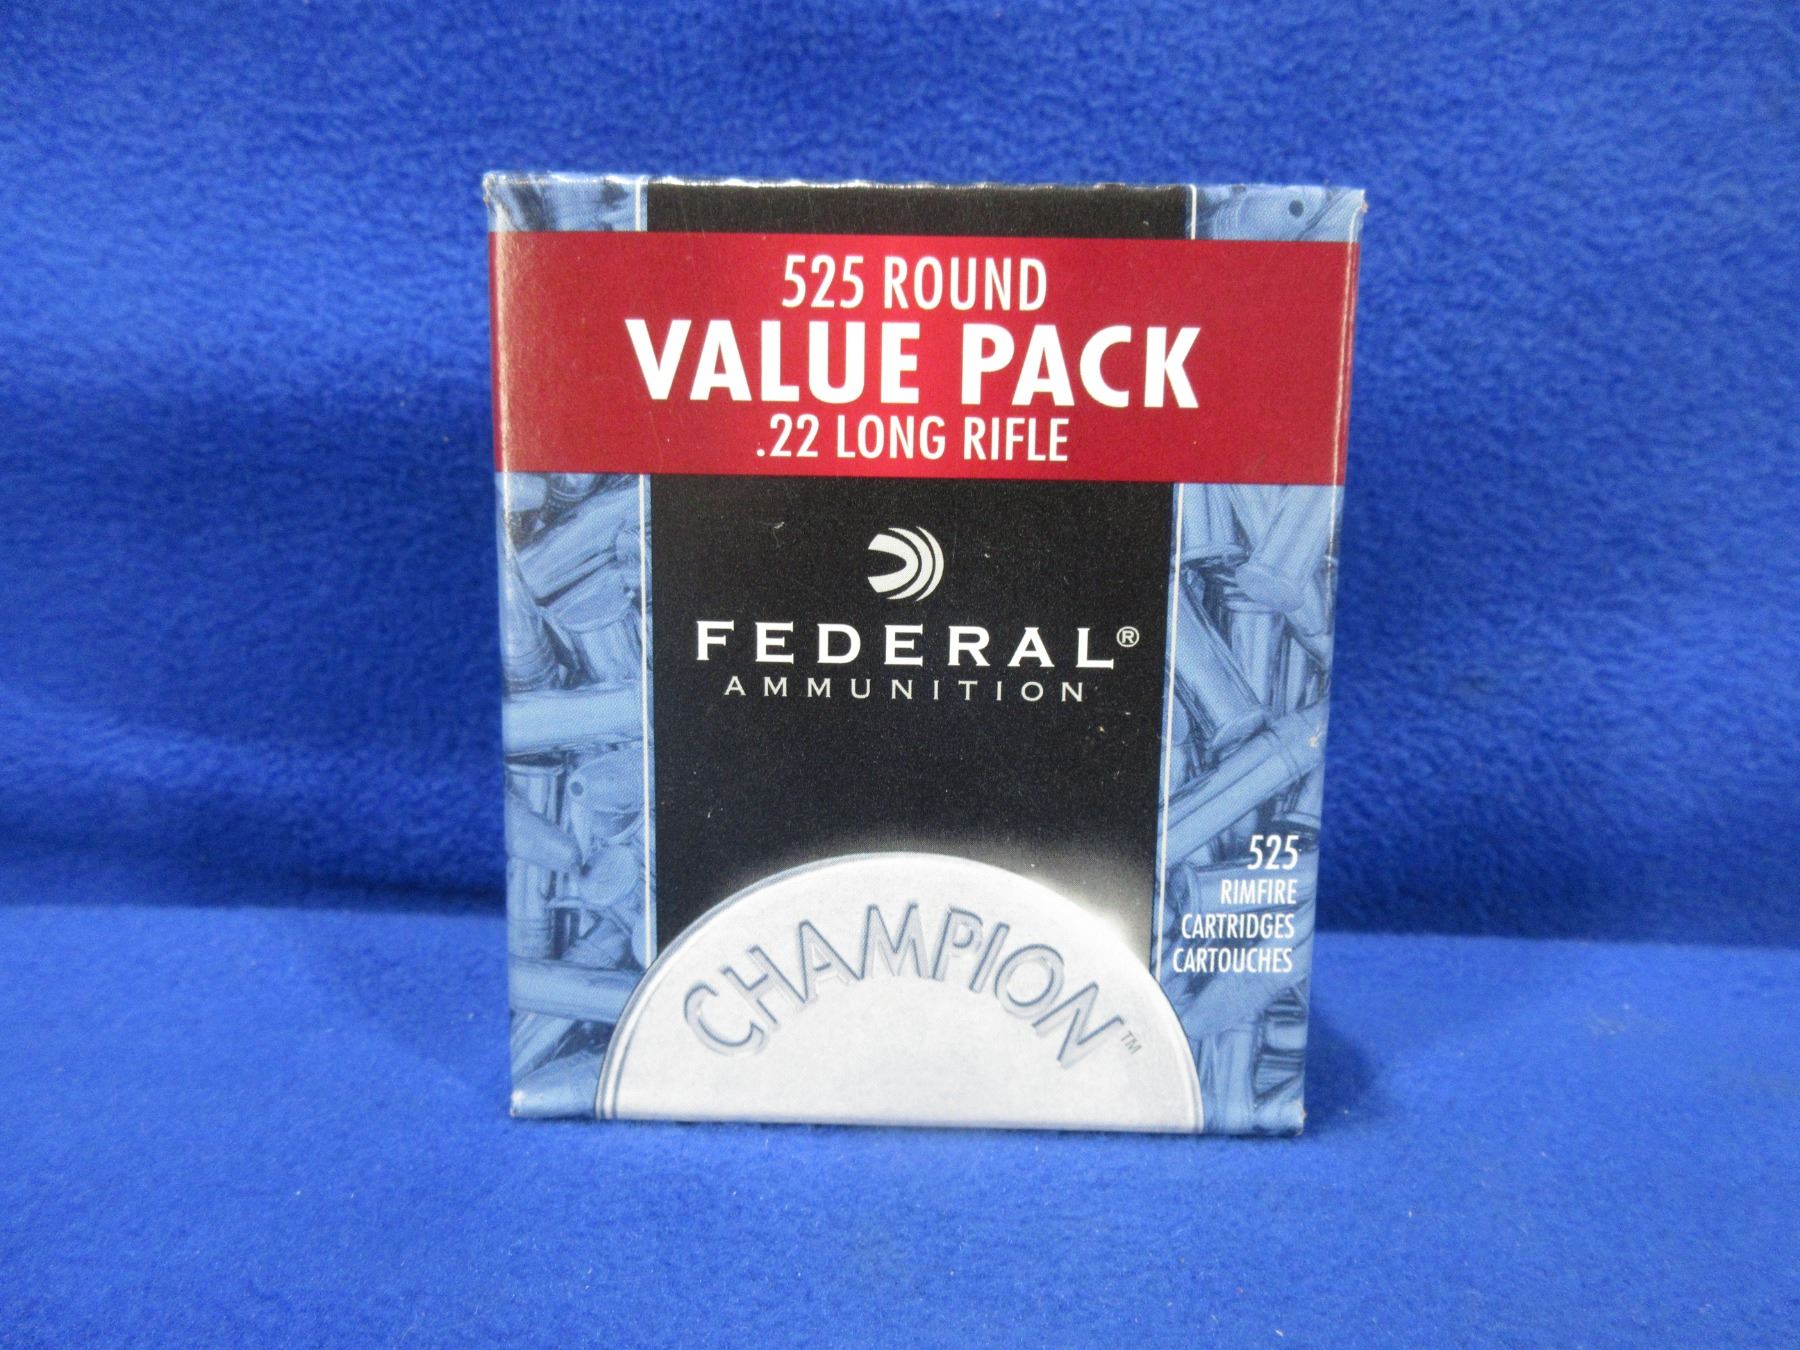 525 ROUND
VALUE PACK
.22 LONG RIFLE
FEDERAL®
AMMUNITION
525
RIMFIRE
CARTRIDGES
CARTOUCHES
CHAMPION™